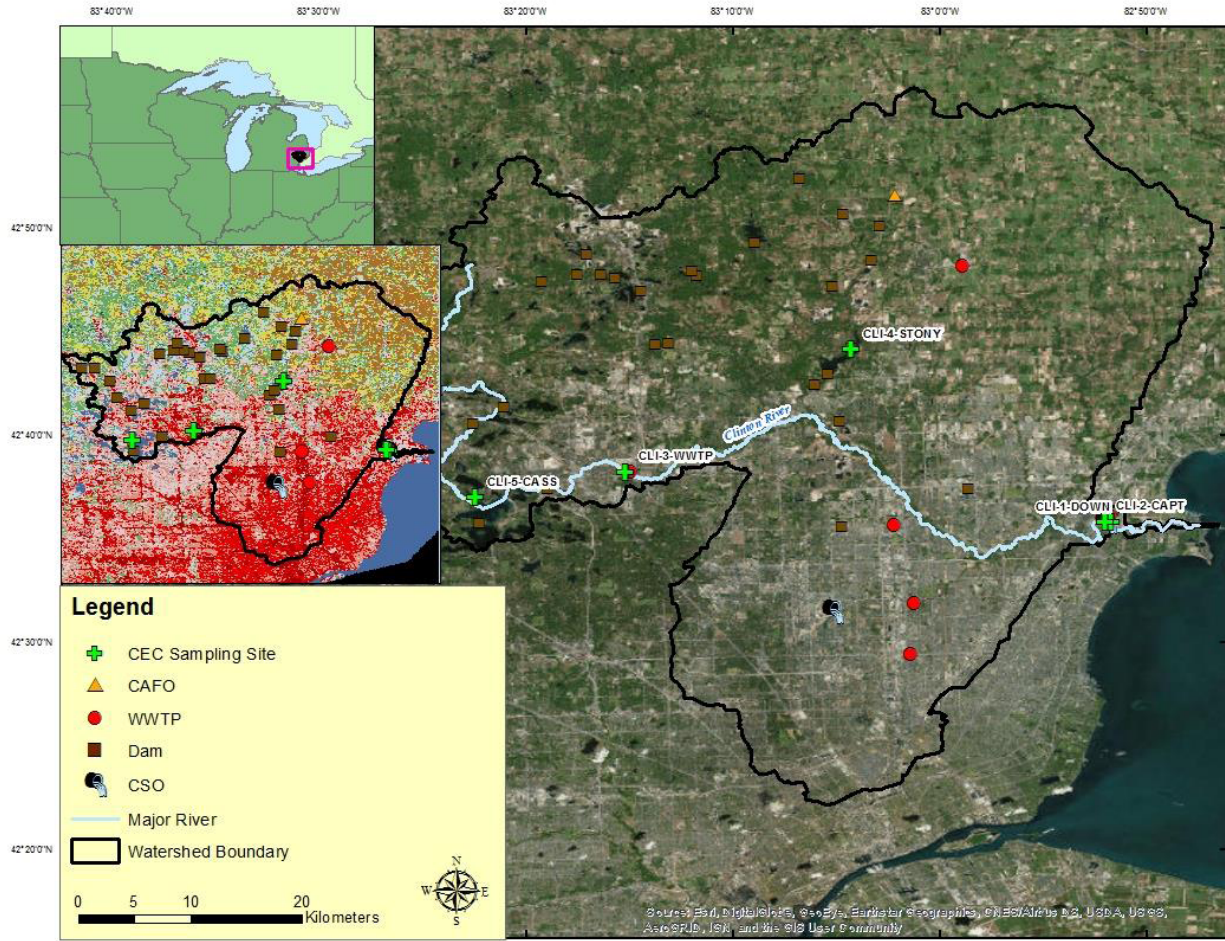 83°40'0"W
83°30'0"W
83°20'0"W
83°10'0"W
83°0'0"W
82°50'0"W
42°50'0"N
42°40'0"N
42°30'0"N
42°20'0"N
CLI-4-STONY
Clinton River
CLI-3-WWTP
CLI-5-CASS
CLI-1-DOWN
CLI-2-CAPT
Legend
CEC Sampling Site
CAFO
WWTP
Dam
CSO
Major River
Watershed Boundary
0 5 10 20
Kilometers
N
W E
S
Source: Esri, DigitalGlobe, GeoEye, Earthstar Geographics, CNES/Airbus DS, USDA, USGS,
AeroGRID, IGN, and the GIS User Community